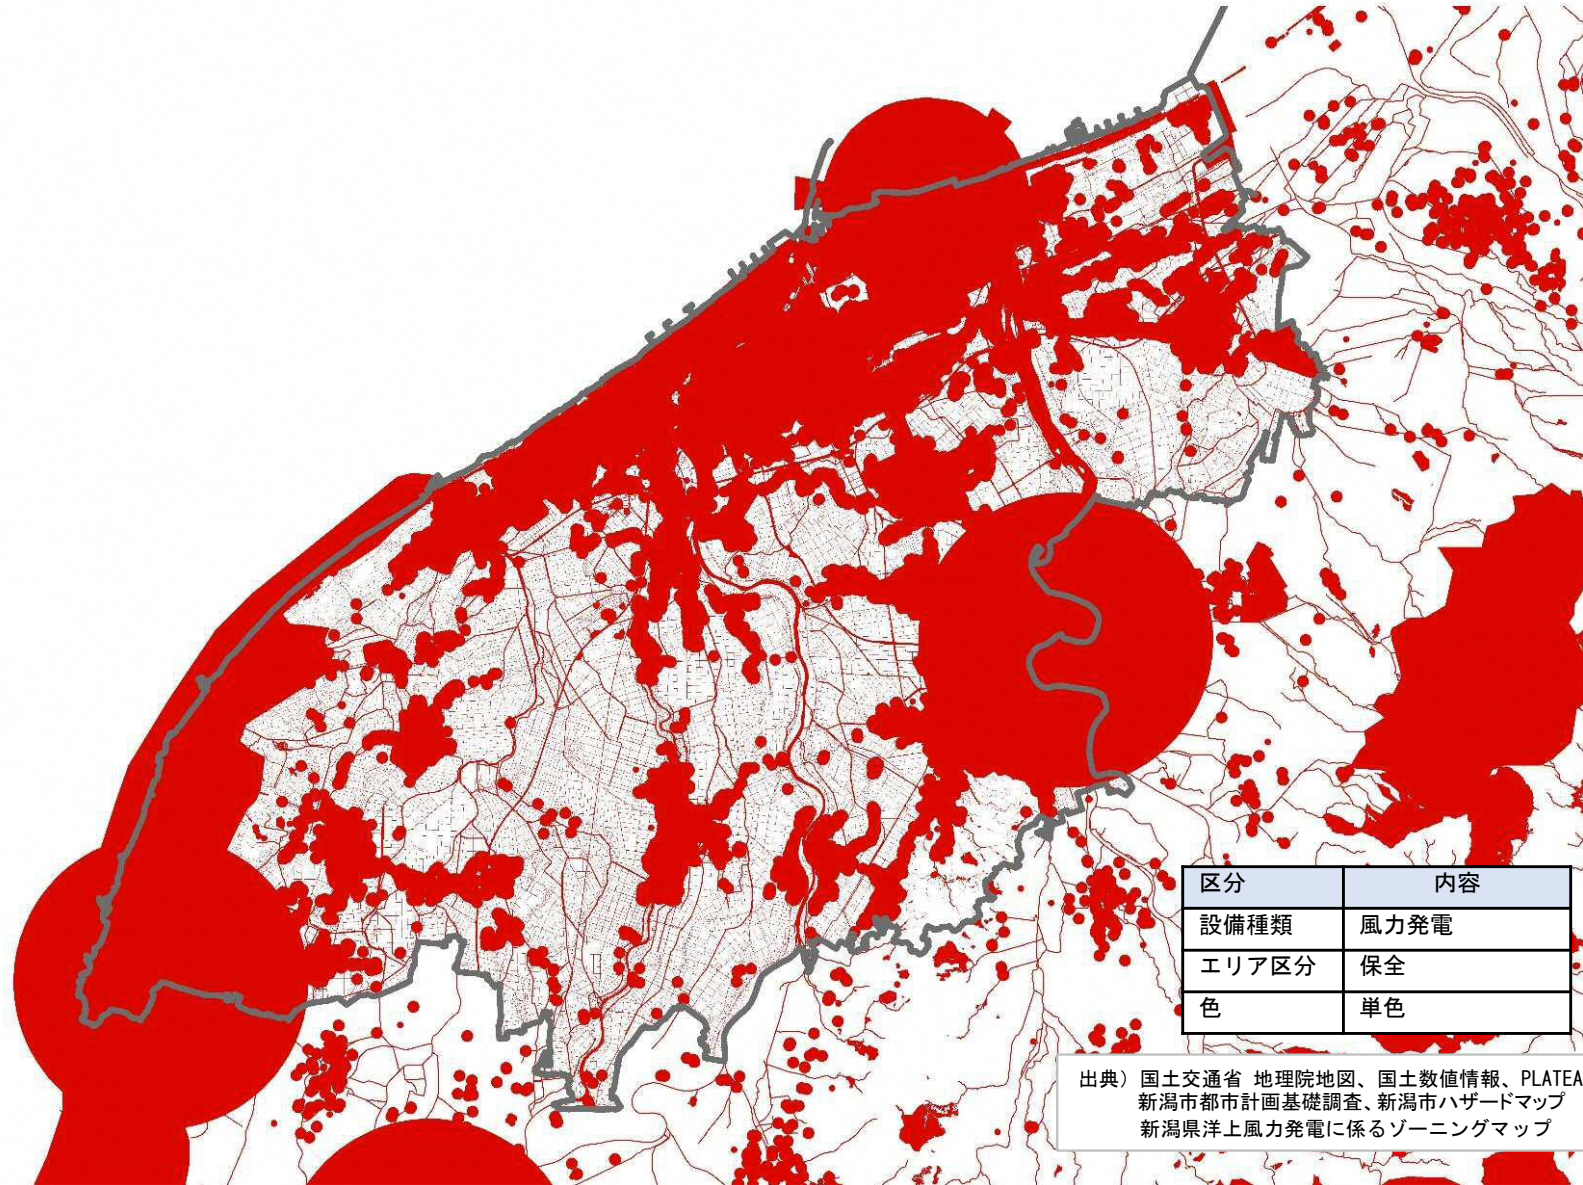 区分 内容
設備種類 風力発電
エリア区分 保全
色 単色
出典）国土交通省 地理院地図、国土数値情報、PLATEA
新潟市都市計画基礎調査、新潟市ハザードマップ
新潟県洋上風力発電に係るゾーニングマップ